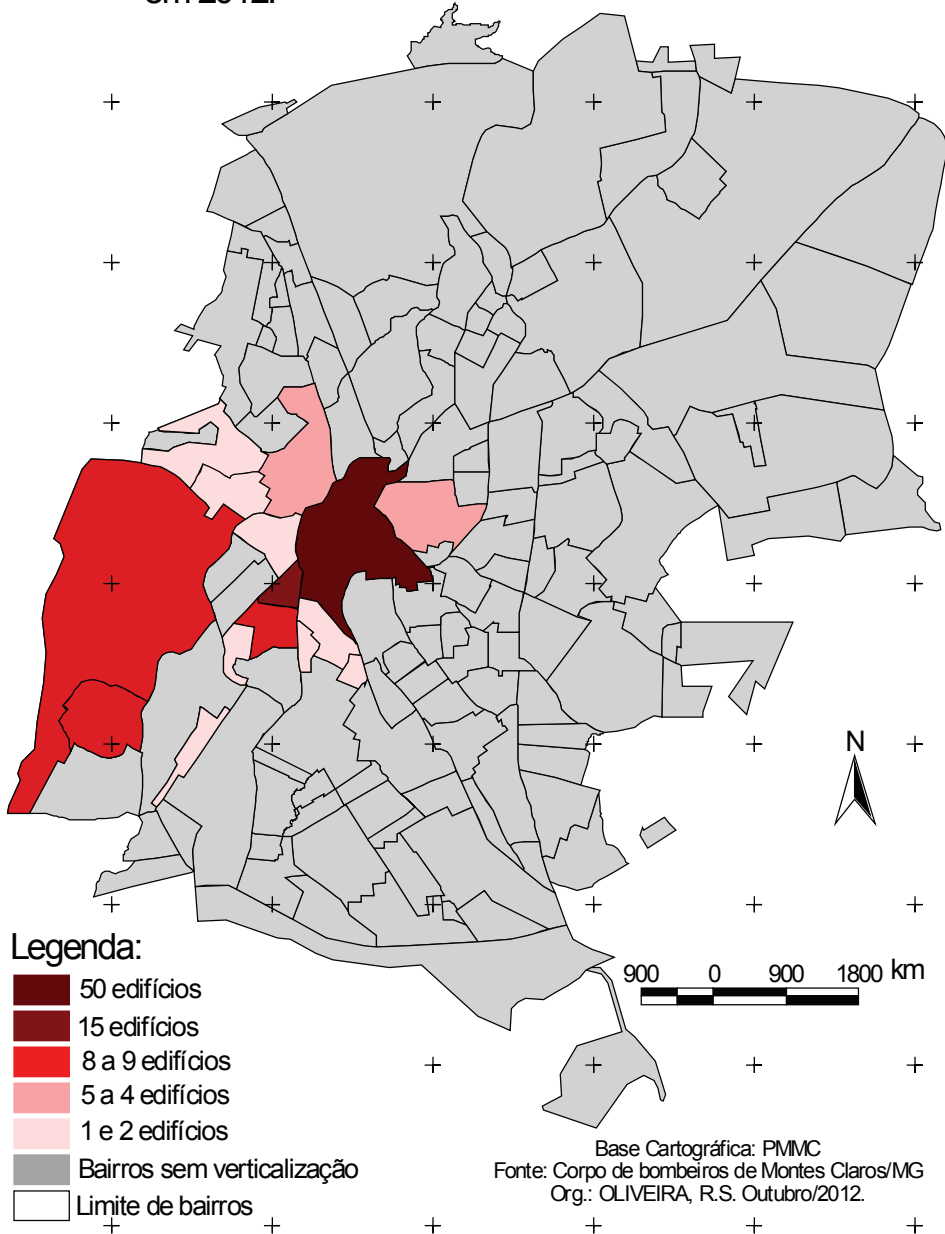 em 2012.
N
Legenda:
50 edifícios
15 edifícios
8 a 9 edifícios
5 a 4 edifícios
1 e 2 edifícios
Bairros sem verticalização
Limite de bairros
900 0 900 1800 km
Base Cartográfica: PMMC
Fonte: Corpo de bombeiros de Montes Claros/MG
Org.: OLIVEIRA, R.S. Outubro/2012.